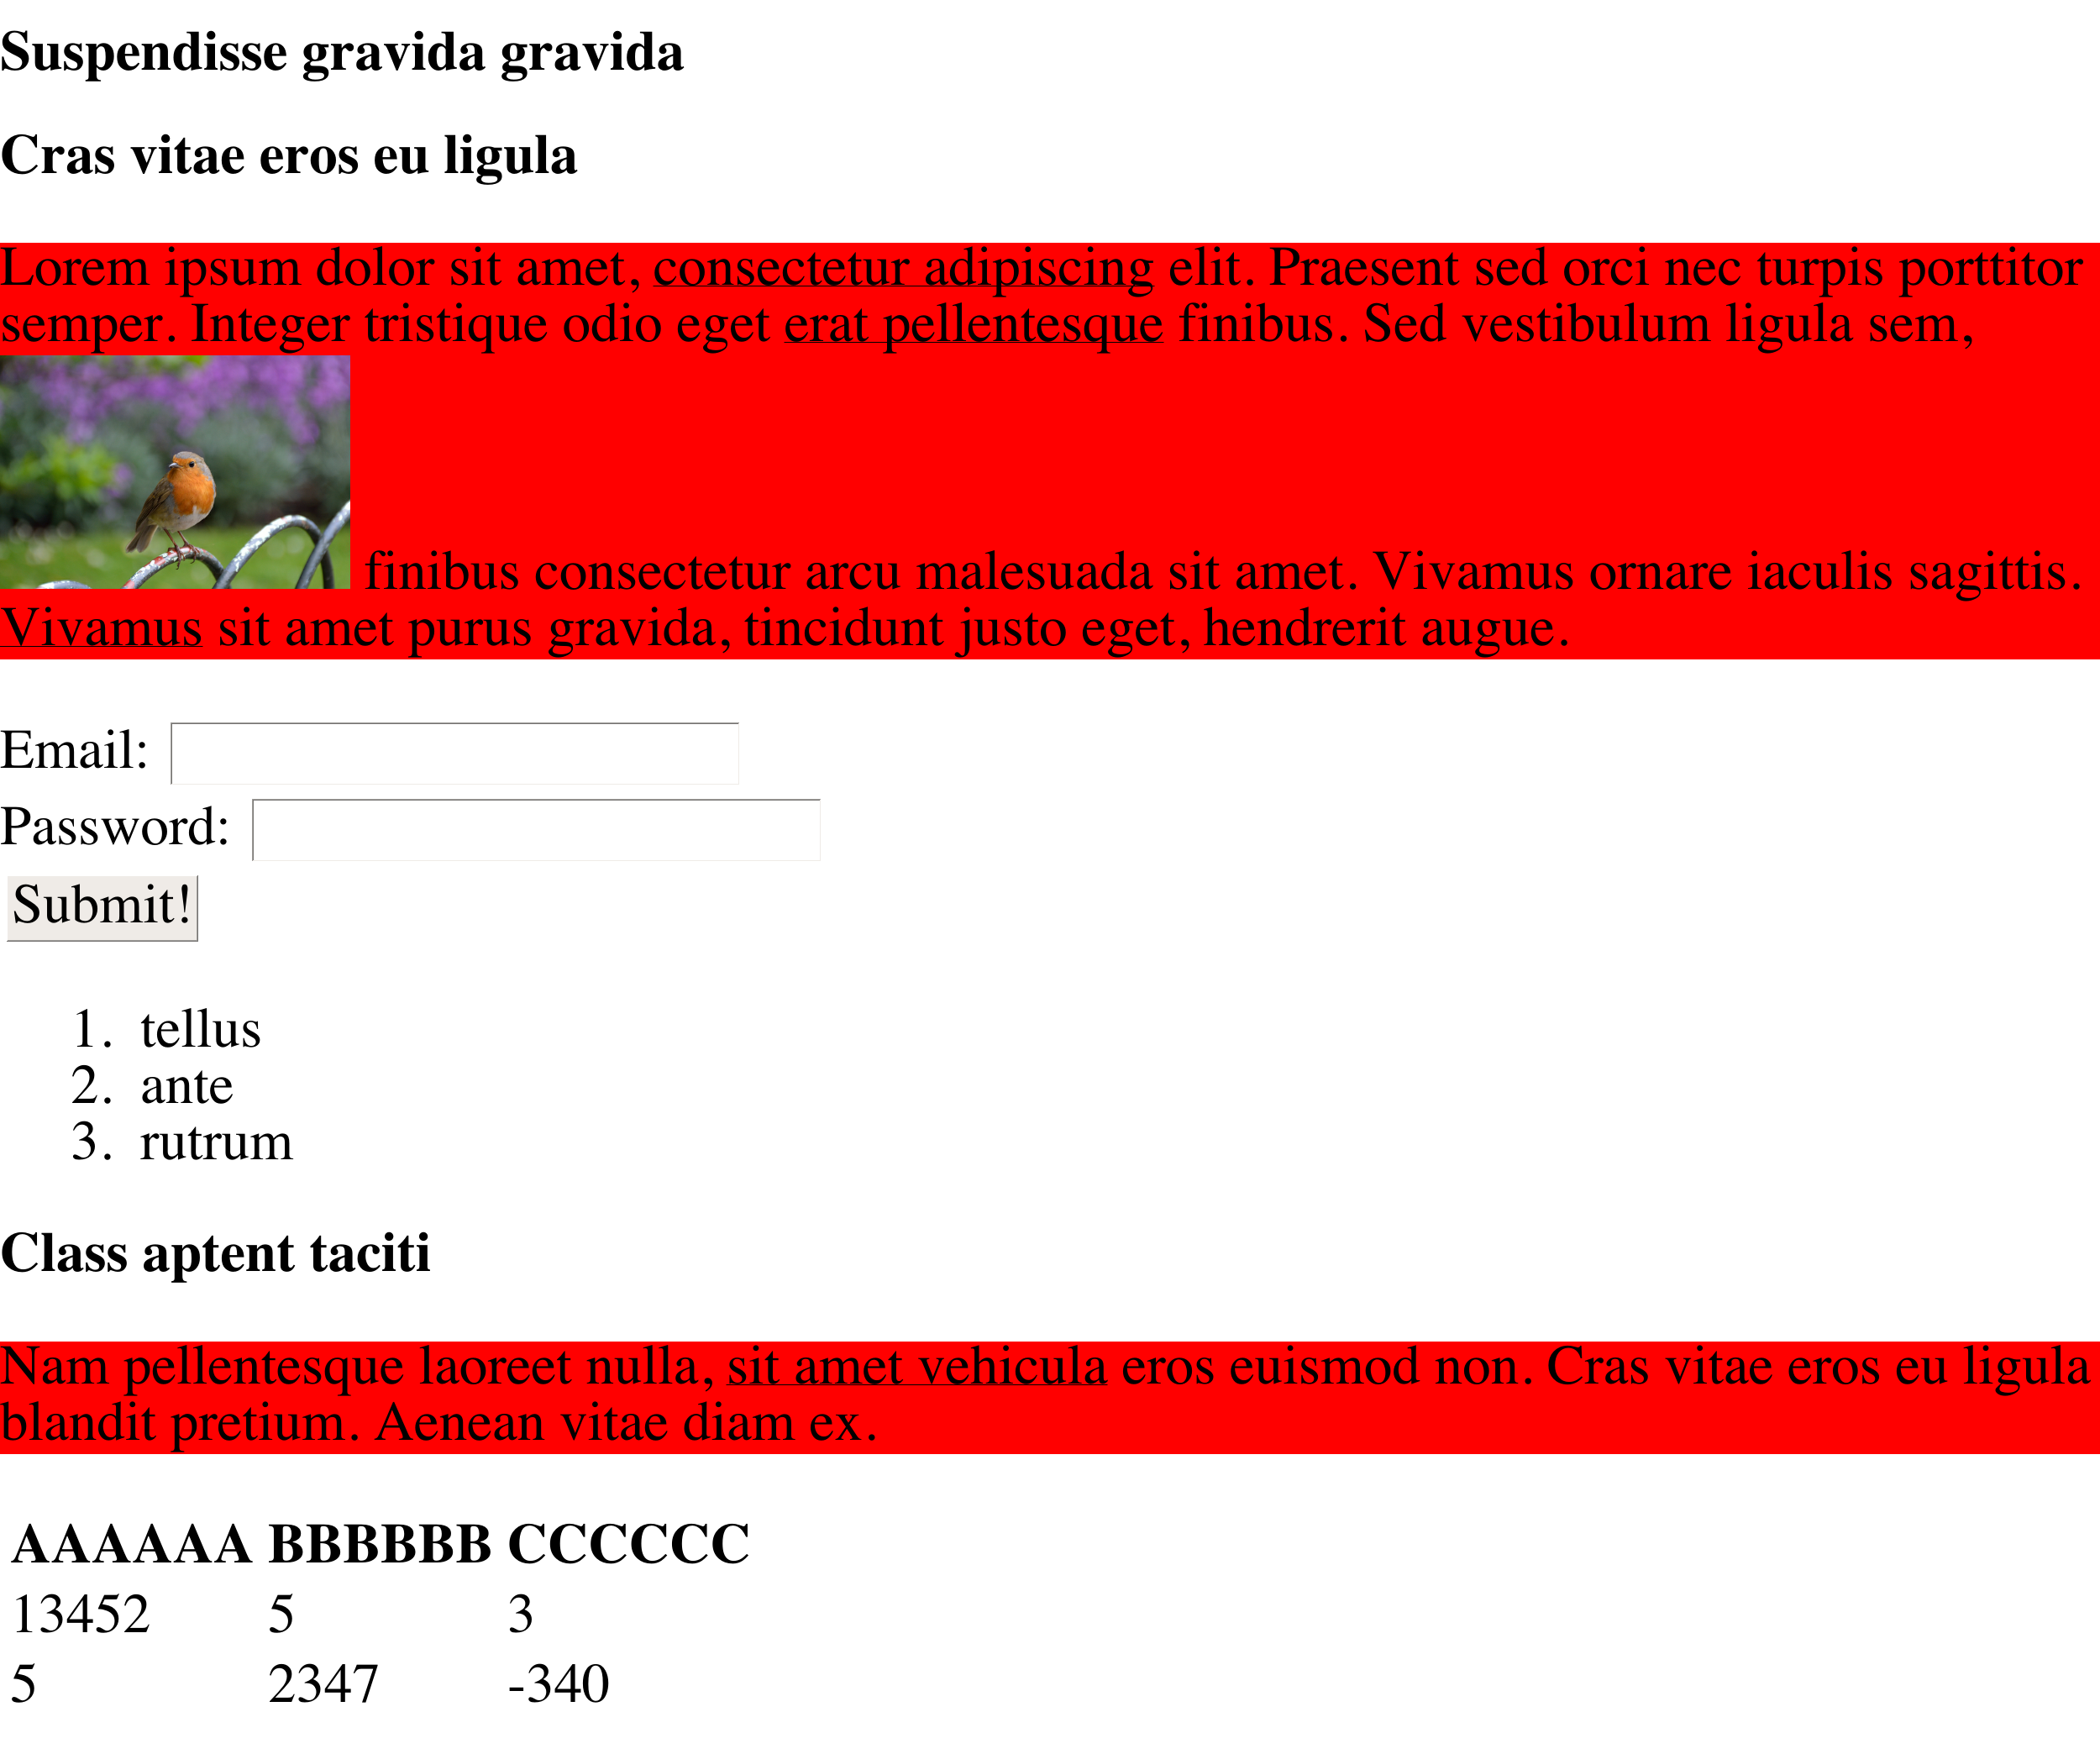 Suspendisse gravida gravida
Cras vitae eros eu ligula
Lorem ipsum dolor sit amet, consectetur adipiscing elit. Praesent sed orci nec turpis porttitor
semper. Integer tristique odio eget erat pellentesque finibus. Sed vestibulum ligula sem,
finibus consectetur arcu malesuada sit amet. Vivamus ornare iaculis sagittis.
Vivamus sit amet purus gravida, tincidunt justo eget, hendrerit augue.
Email:
Password:
Submit!
1. tellus
2. ante
3. rutrum
Class aptent taciti
Nam pellentesque laoreet nulla, sit amet vehicula eros euismod non. Cras vitae eros eu ligula
blandit pretium. Aenean vitae diam ex.
AAAAAA BBBBBB CCCCCC
13452 5 3
5 2347 -340